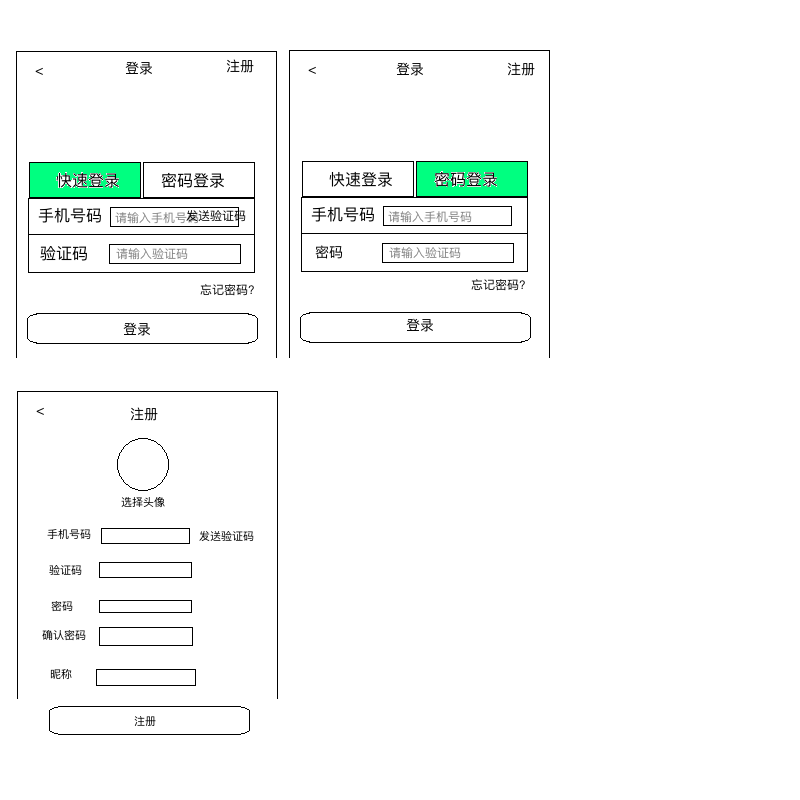 < 登录 注册
快速登录 密码登录
手机号码 请输入手机号码 发送验证码
验证码 请输入验证码
忘记密码?
登录
< 登录 注册
快速登录 密码登录
手机号码 请输入手机号码
密码 请输入验证码
忘记密码?
登录
< 注册
选择头像
手机号码 发送验证码
验证码
密码
确认密码
昵称
注册